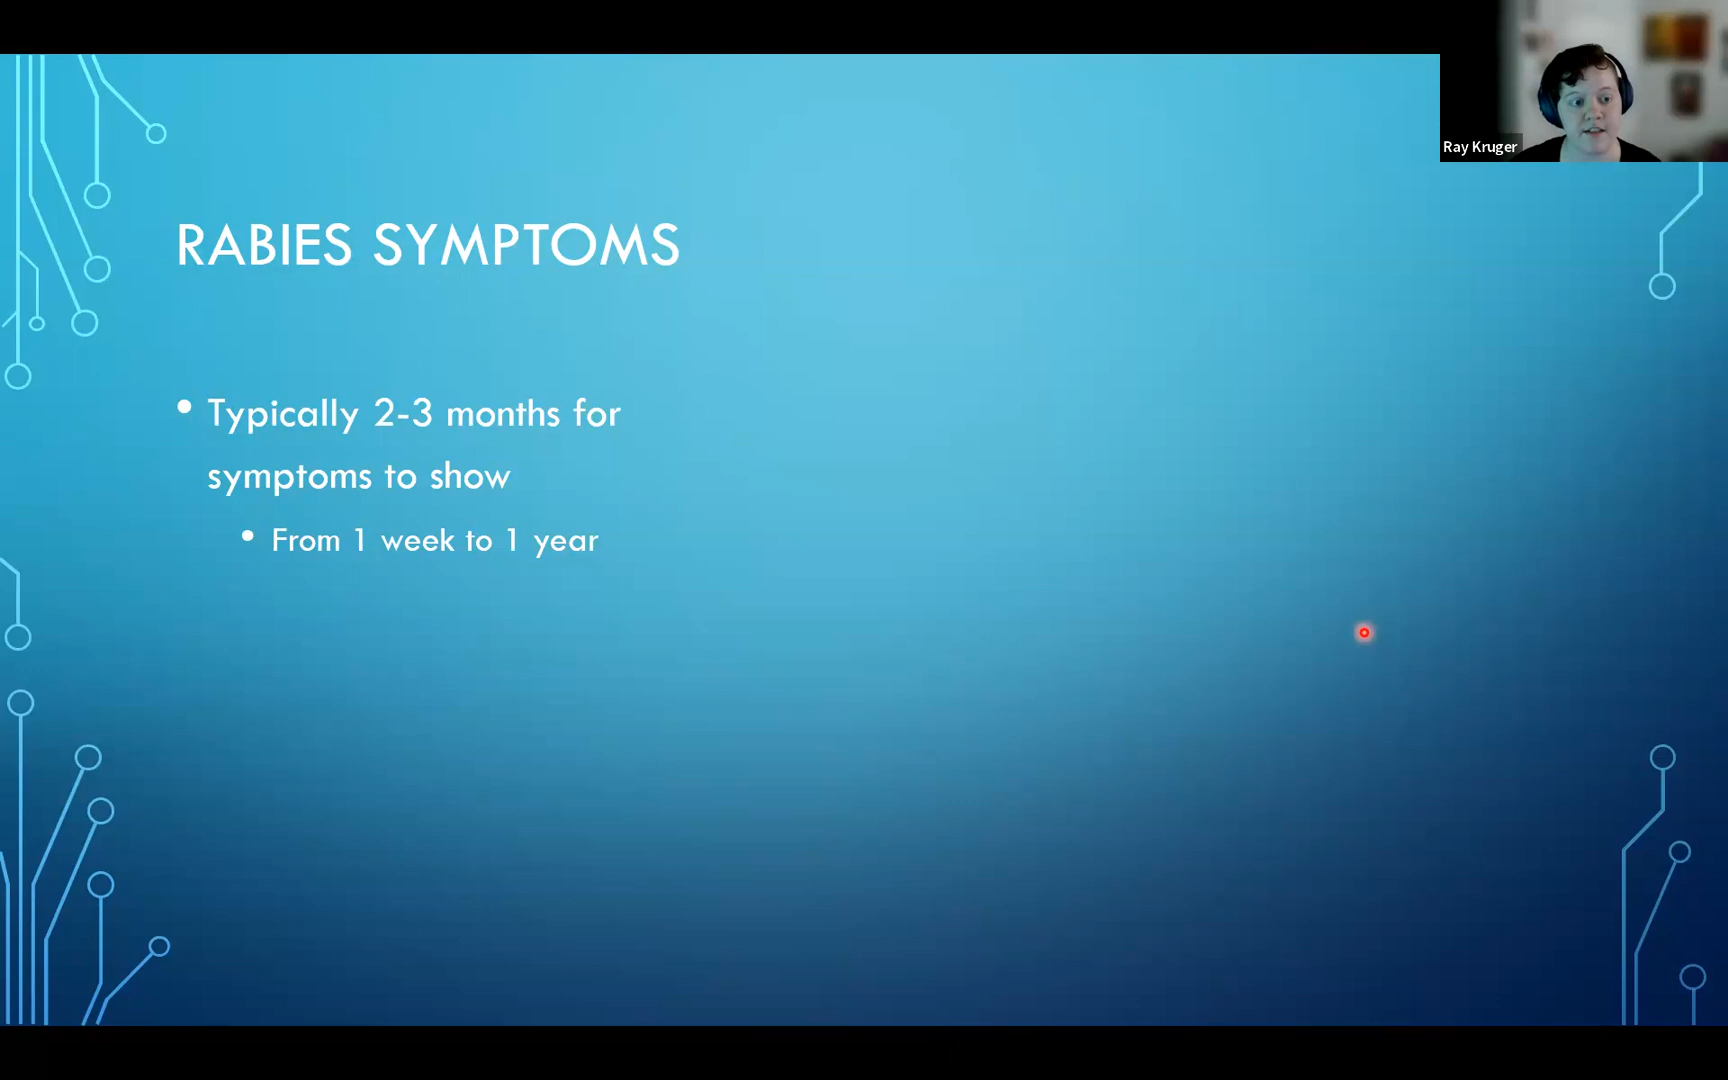 Ray Kruger
RABIES SYMPTOMS
• Typically 2-3 months for
symptoms to show
• From 1 week to 1 year